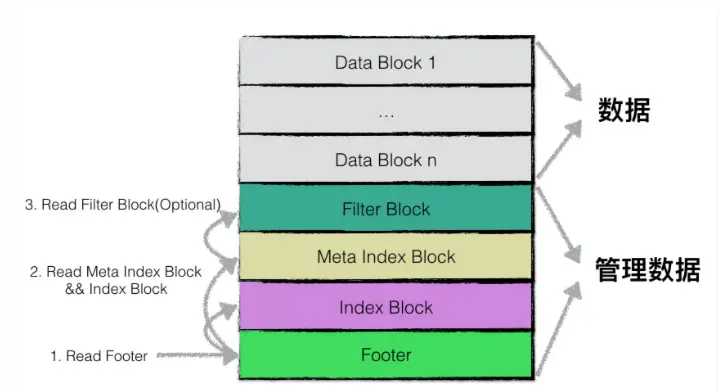 Data Block 1
...
Data Block n
Filter Block
Meta Index Block
Index Block
Footer
3. Read Filter Block(Optional)
2. Read Meta Index Block
&& Index Block
1. Read Footer
数据
管理数据